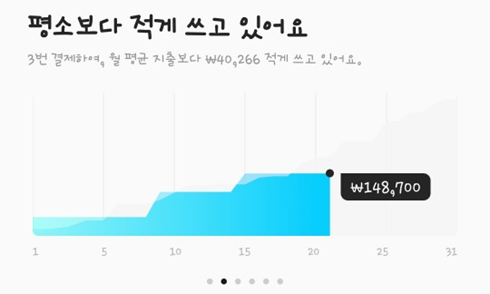 평소보다 적게 쓰고 있어요
3번 결제하여, 월 평균 지출보다 ₩40,266 적게 쓰고 있어요.
₩148,700
1 5 10 15 20 25 31